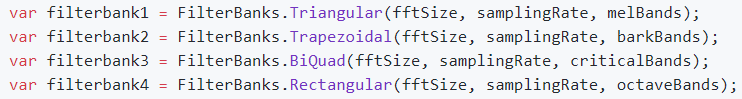 var filterbank1 = FilterBanks.Triangular(fftSize, samplingRate, melBands);
var filterbank2 = FilterBanks.Trapezoidal(fftSize, samplingRate, barkBands);
var filterbank3 = FilterBanks.BiQuad(fftSize, samplingRate, criticalBands);
var filterbank4 = FilterBanks.Rectangular(fftSize, samplingRate, octaveBands);